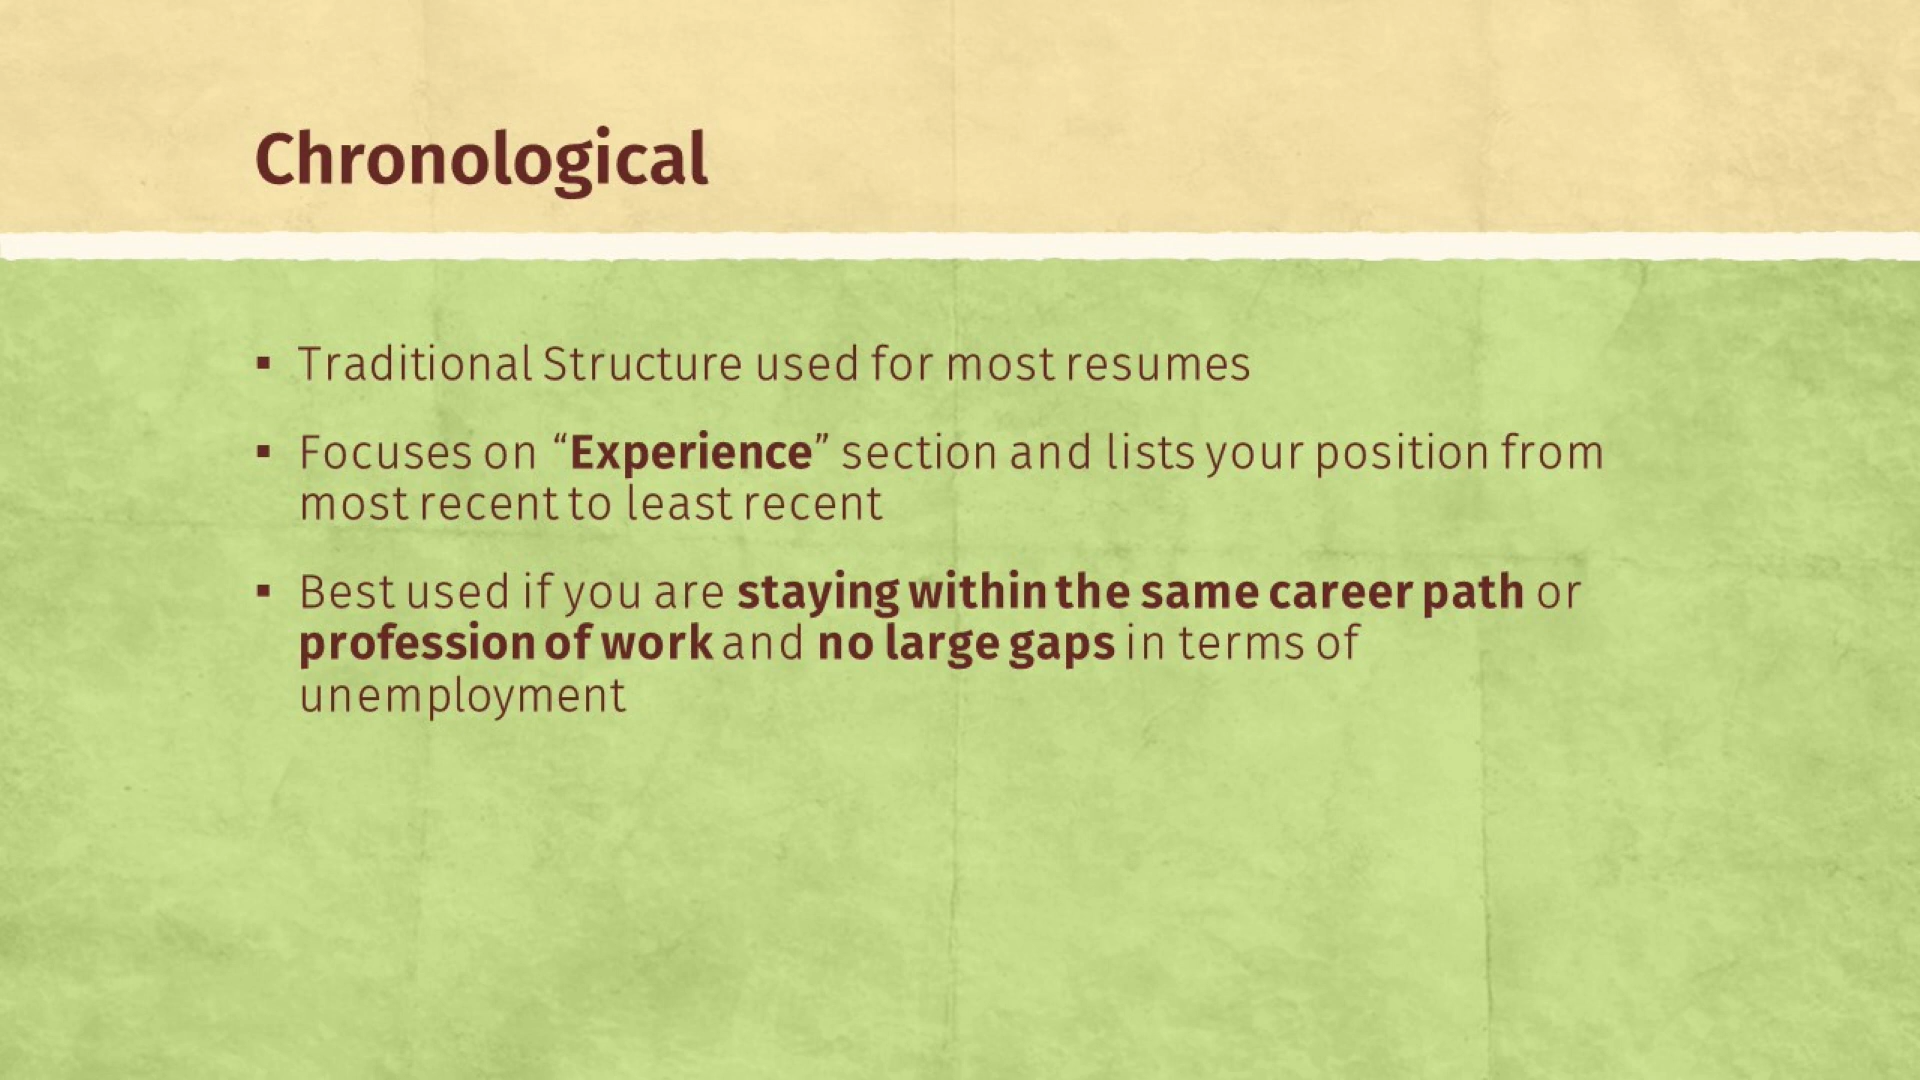 Chronological
▪ Traditional Structure used for most resumes
▪ Focuses on “Experience” section and lists your position from
most recent to least recent
▪ Best used if you are staying within the same career path or
profession of work and no large gaps in terms of
unemployment